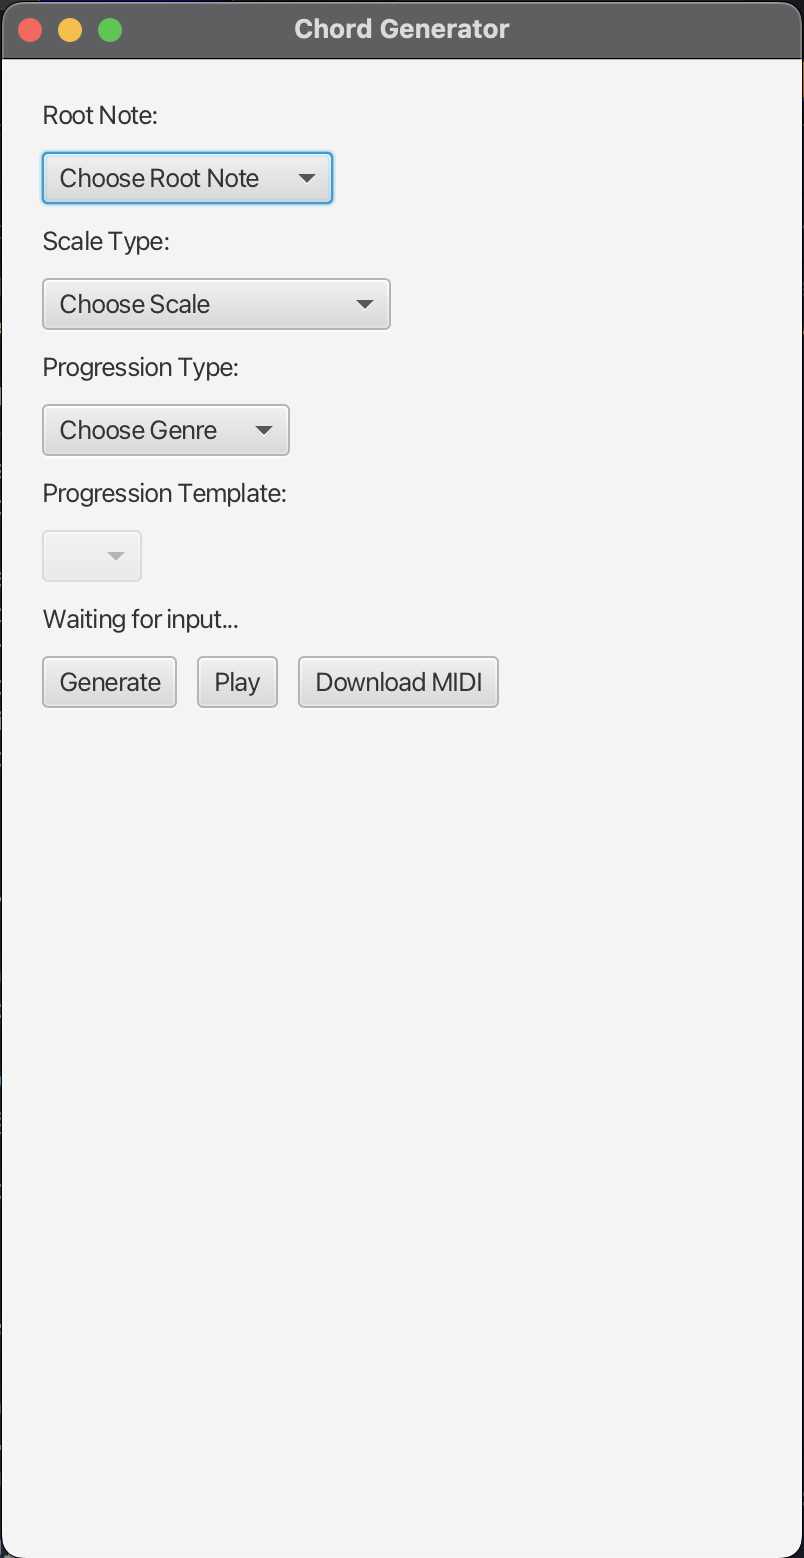 Chord Generator
Root Note:
Choose Root Note
Scale Type:
Choose Scale
Progression Type:
Choose Genre
Progression Template:
Waiting for input...
Generate Play Download MIDI